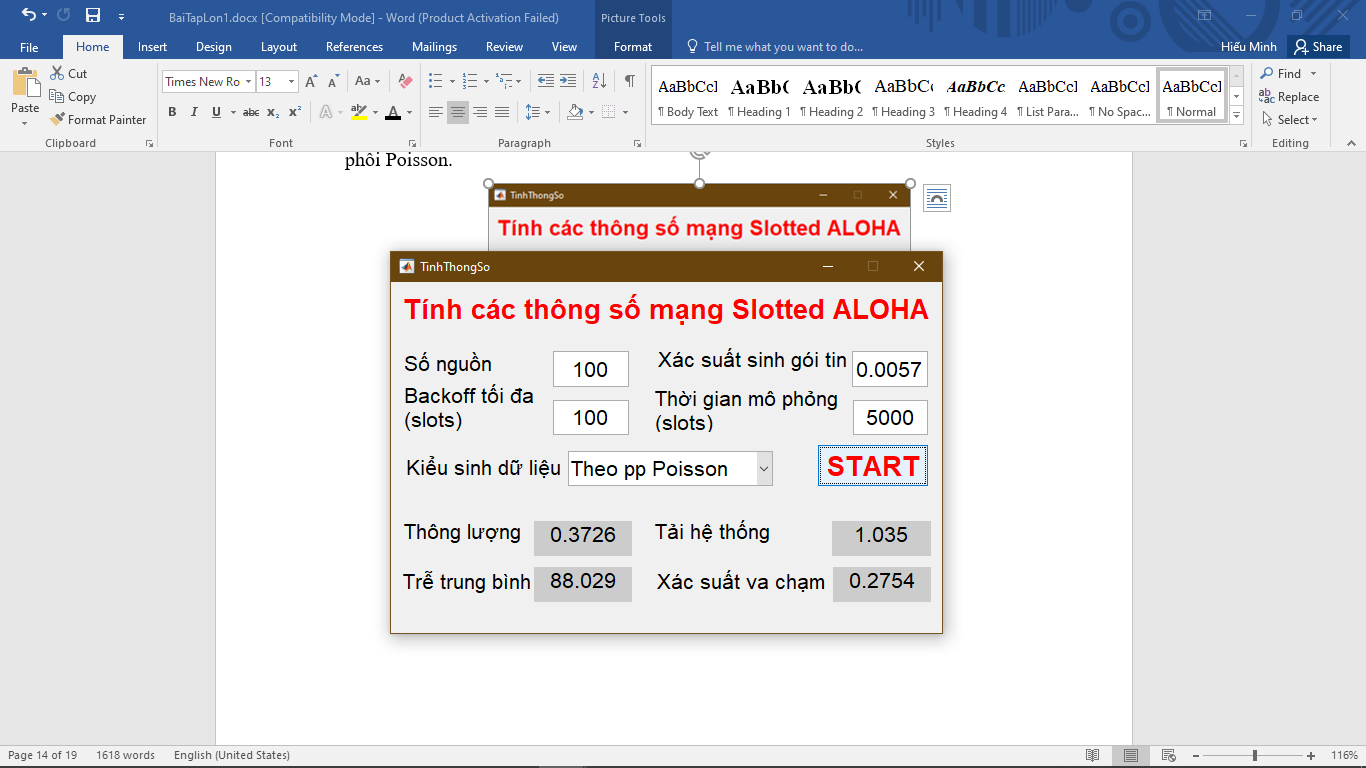 BaiTapLon1.docx [Compatibility Mode] - Word (Product Activation Failed)
Picture Tools
File Home Insert Design Layout References Mailings Review View Format Tell me what you want to do... Hiếu Minh Share
Paste
Cut
Copy
Format Painter
Clipboard
Times New Ro 13
Font
Paragraph
AaBbCcI AaBb( AaBb( AaBbCc AaBbCc AaBbCcI AaBbCcI AaBbCcI
¶ Body Text ¶ Heading 1 ¶ Heading 2 ¶ Heading 3 ¶ Heading 4 ¶ List Para... ¶ No Spac... ¶ Normal
Styles
Find
Replace
Select
Editing
phối Poisson.
TinhThongSo
Tính các thông số mạng Slotted ALOHA
TinhThongSo
Tính các thông số mạng Slotted ALOHA
Số nguồn 100 Xác suất sinh gói tin 0.0057
Backoff tối đa
(slots) 100
Thời gian mô phỏng
(slots) 5000
Kiểu sinh dữ liệu Theo pp Poisson START
Thông lượng 0.3726 Tải hệ thống 1.035
Trễ trung bình 88.029 Xác suất va chạm 0.2754
Page 14 of 19 1618 words English (United States) 116%